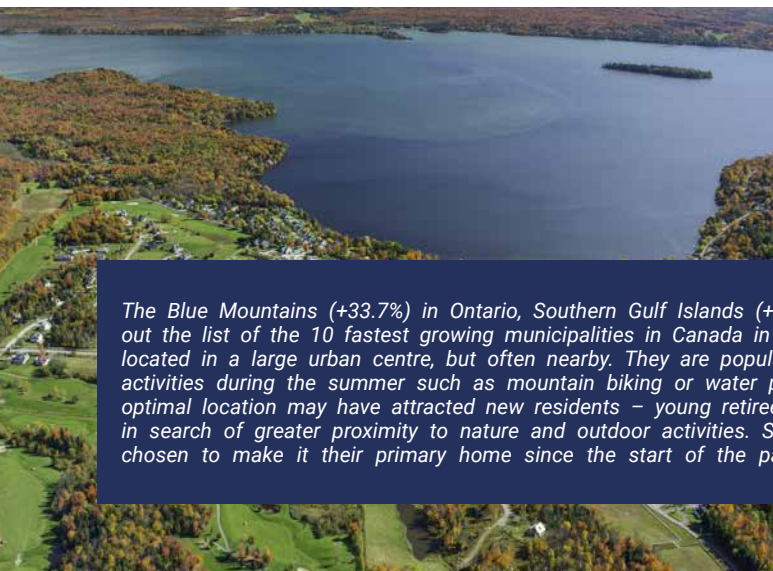 The Blue Mountains (+33.7%) in Ontario, Southern Gulf Islands (+
out the list of the 10 fastest growing municipalities in Canada in
located in a large urban centre, but often nearby. They are popul
activities during the summer such as mountain biking or water p
optimal location may have attracted new residents – young retiree
in search of greater proximity to nature and outdoor activities. S
chosen to make it their primary home since the start of the pa